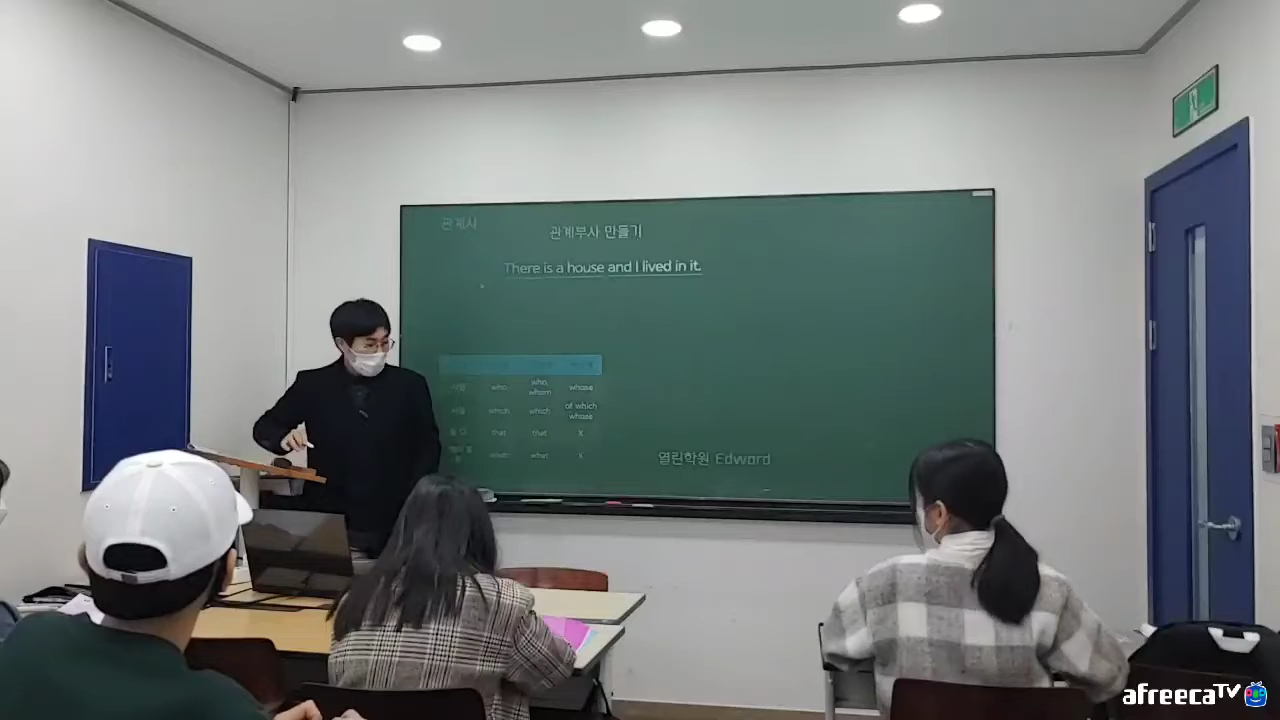 관계사
관계부사 만들기
There is a house and I lived in it.
who who, whom whose
which which of which whose
that that X
what what X
열린학원 Edword
afreecaTV